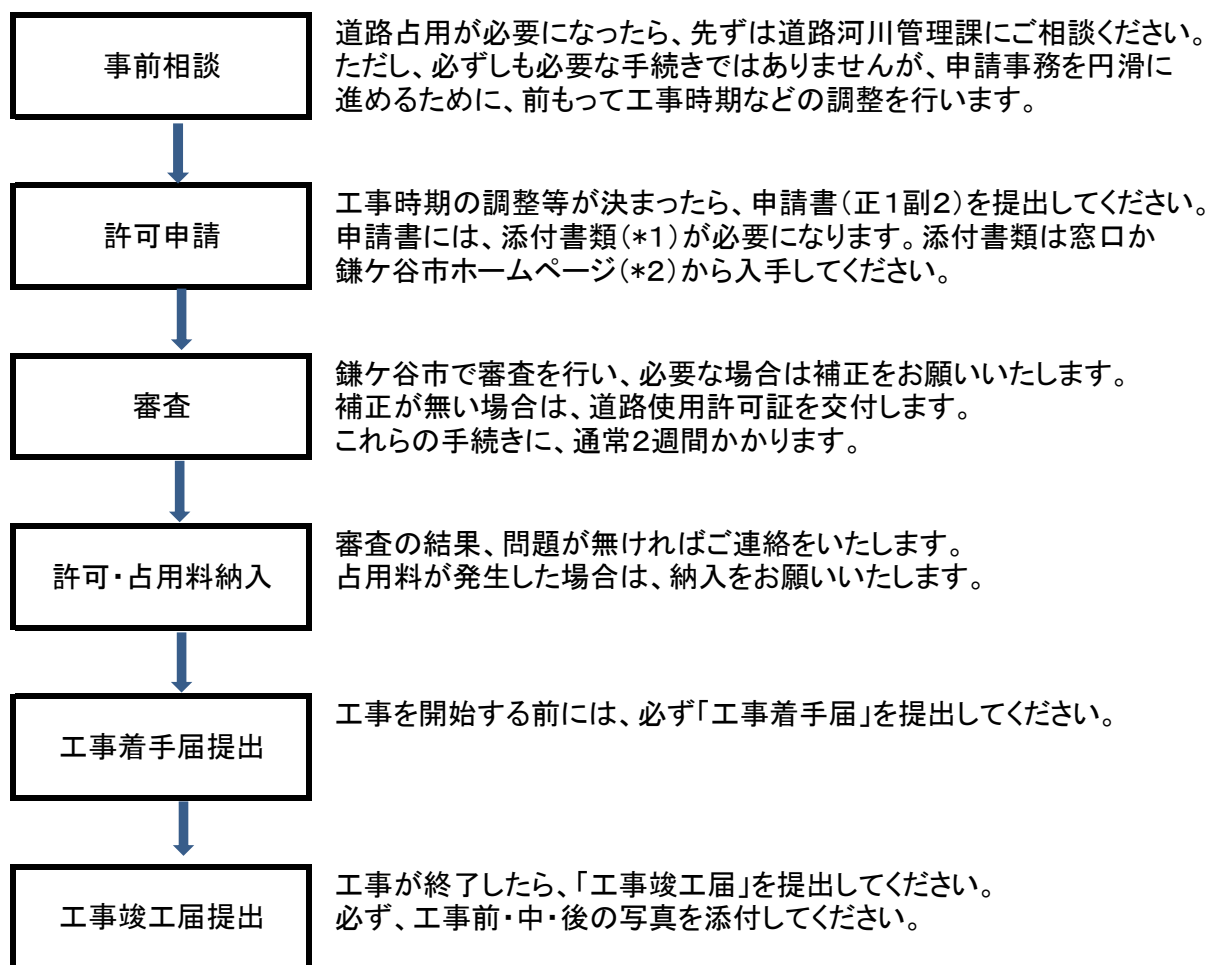 事前相談
道路占用が必要になったら、先ずは道路河川管理課にご相談ください。
ただし、必ずしも必要な手続きではありませんが、申請事務を円滑に
進めるために、前もって工事時期などの調整を行います。
許可申請
工事時期の調整等が決まったら、申請書(正1副2)を提出してください。
申請書には、添付書類(*1)が必要になります。添付書類は窓口か
鎌ケ谷市ホームページ(*2)から入手してください。
審査
鎌ケ谷市で審査を行い、必要な場合は補正をお願いいたします。
補正が無い場合は、道路使用許可証を交付します。
これらの手続きに、通常2週間かかります。
許可・占用料納入
審査の結果、問題が無ければご連絡をいたします。
占用料が発生した場合は、納入をお願いいたします。
工事着手届提出
工事を開始する前には、必ず「工事着手届」を提出してください。
工事竣工届提出
工事が終了したら、「工事竣工届」を提出してください。
必ず、工事前・中・後の写真を添付してください。